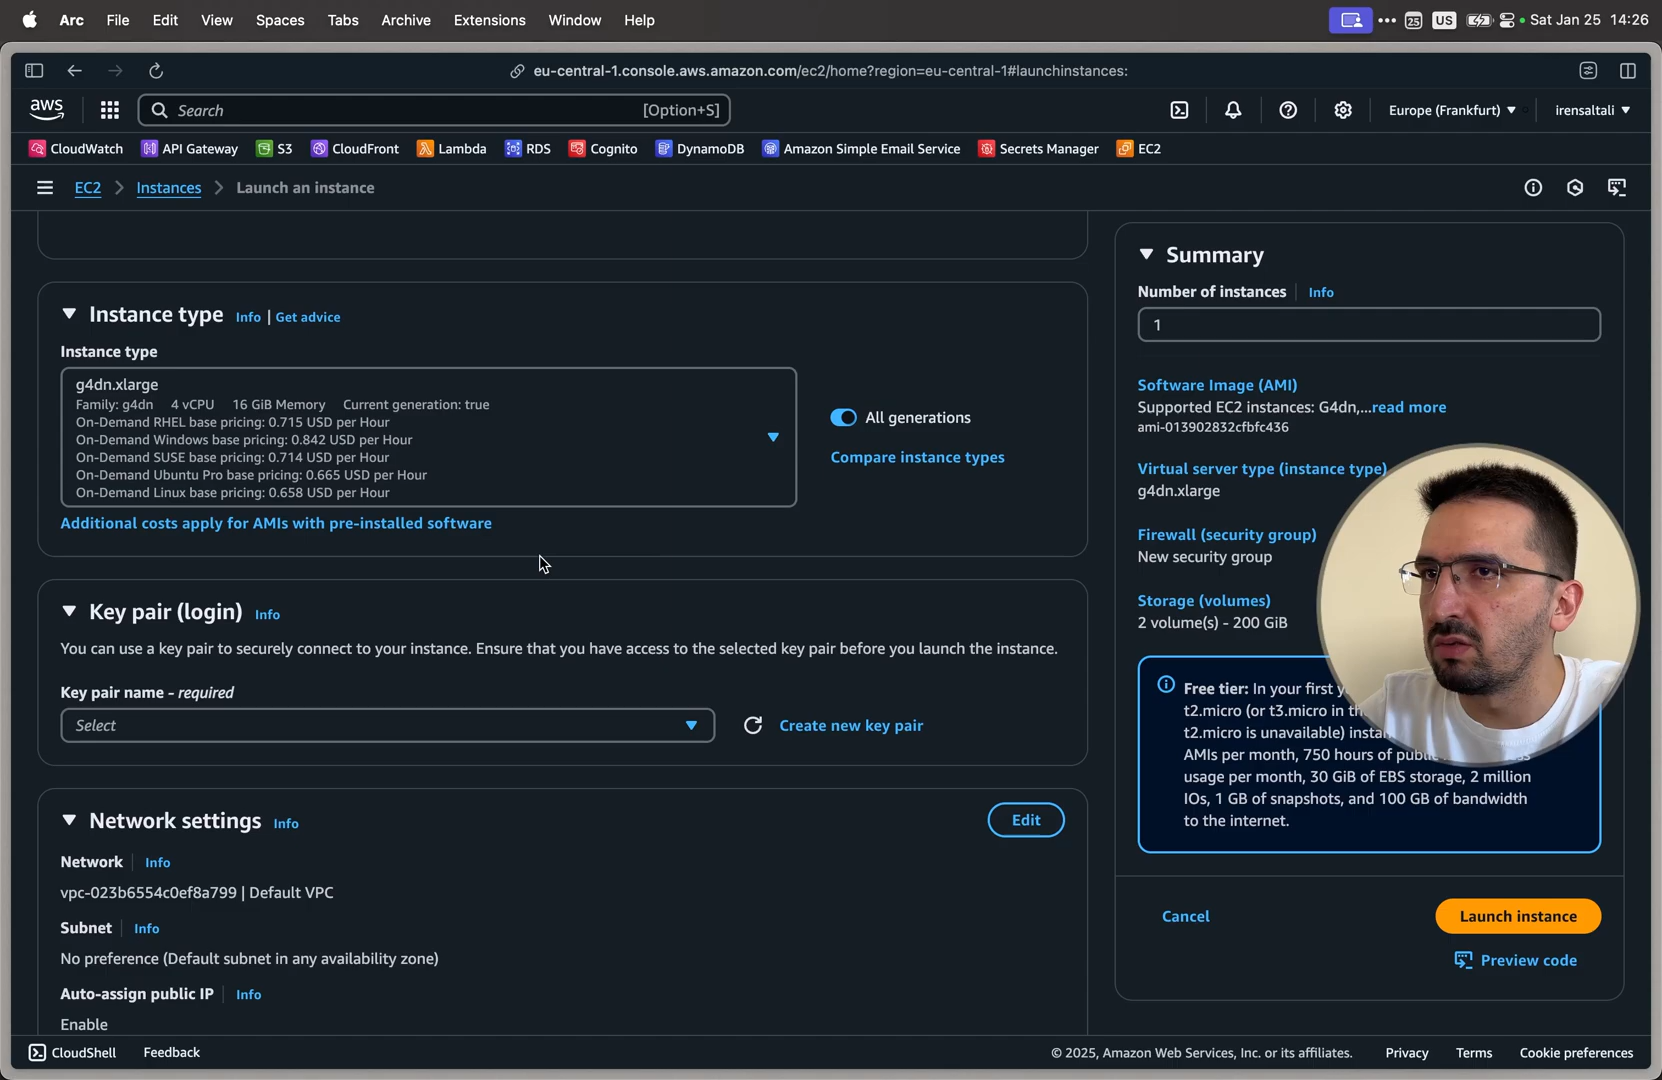 Arc File Edit View Spaces Tabs Archive Extensions Window Help
25 US Sat Jan 25 14:26
eu-central-1.console.aws.amazon.com/ec2/home?region=eu-central-1#launchinstances:
aws Search [Option+S] Europe (Frankfurt) irensaltali
CloudWatch API Gateway S3 CloudFront Lambda RDS Cognito DynamoDB Amazon Simple Email Service Secrets Manager EC2
EC2 Instances Launch an instance
Instance type Info | Get advice
Instance type
g4dn.xlarge
Family: g4dn 4 vCPU 16 GiB Memory Current generation: true
On-Demand RHEL base pricing: 0.715 USD per Hour
On-Demand Windows base pricing: 0.842 USD per Hour
On-Demand SUSE base pricing: 0.714 USD per Hour
On-Demand Ubuntu Pro base pricing: 0.665 USD per Hour
On-Demand Linux base pricing: 0.658 USD per Hour
All generations
Compare instance types
Additional costs apply for AMIs with pre-installed software
Key pair (login) Info
You can use a key pair to securely connect to your instance. Ensure that you have access to the selected key pair before you launch the instance.
Key pair name - required
Select
Create new key pair
Network settings Info
Edit
Network Info
vpc-023b6554c0ef8a799 | Default VPC
Subnet Info
No preference (Default subnet in any availability zone)
Auto-assign public IP Info
Enable
Summary
Number of instances Info
1
Software Image (AMI)
Supported EC2 instances: G4dn,...read more
ami-013902832cfbfc436
Virtual server type (instance type)
g4dn.xlarge
Firewall (security group)
New security group
Storage (volumes)
2 volume(s) - 200 GiB
Free tier: In your first
t2.micro (or t3.micro in
t2.micro is unavailable)
AMIs per month, 750 hours of
usage per month, 30 GiB of EBS storage, 2 million
IOs, 1 GB of snapshots, and 100 GB of bandwidth
to the internet.
Cancel
Launch instance
Preview code
CloudShell Feedback
© 2025, Amazon Web Services, Inc. or its affiliates. Privacy Terms Cookie preferences